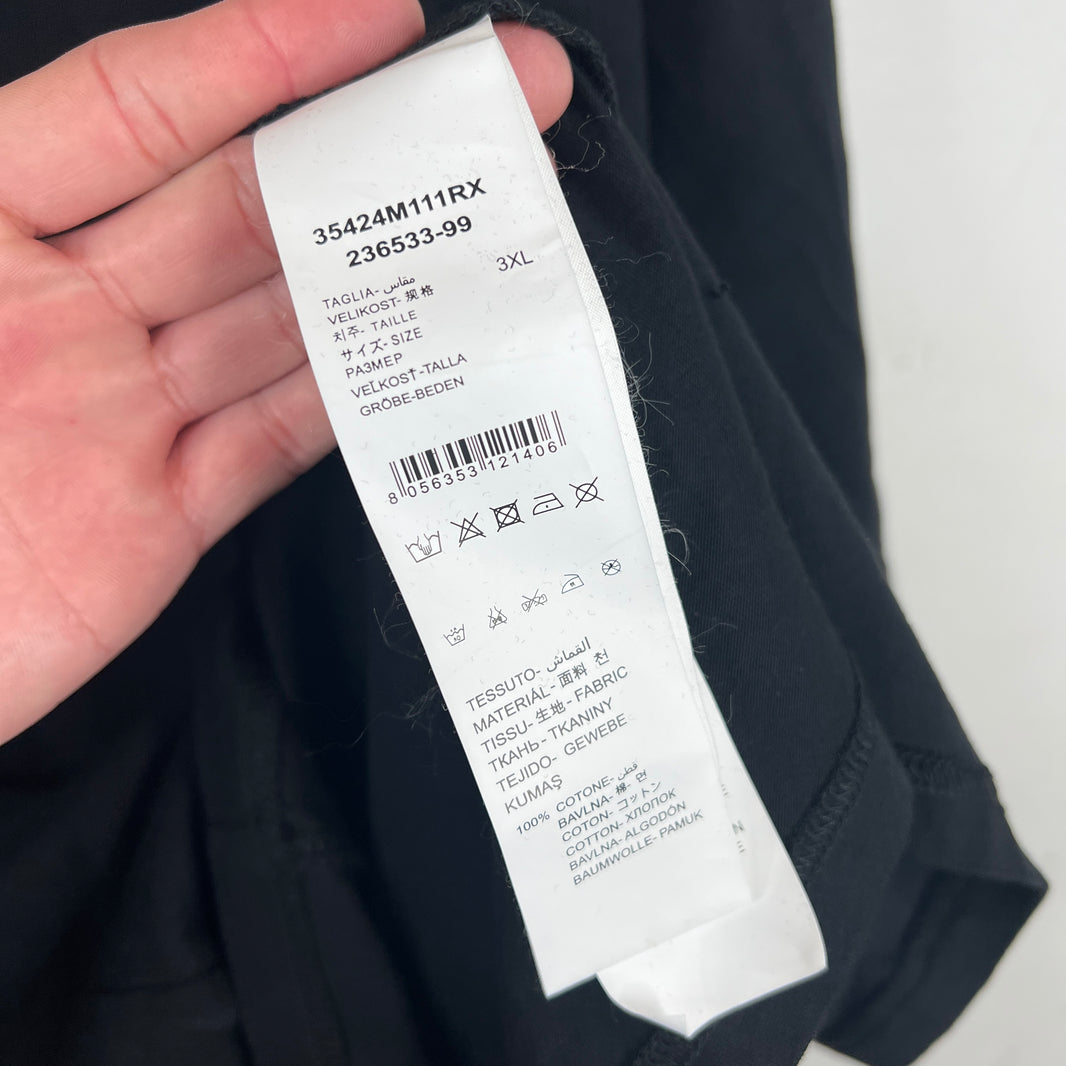 35424M111RX
236533-99
3XL
TAGLIA- مقاس
VELIKOST- 规格
치주- TAILLE
サイズ- SIZE
РАЗМЕР
VEĽKOSŤ-TALLA
GRÖBE-BEDEN
8 056353 121406
TESSUTO- القماش
MATERIÁL- 面料 천
TISSU- 生地- FABRIC
ТКАНЬ- TKANINY
TEJIDO- GEWEBE
KUMAŞ
100% COTONE- قطن
BAVLNA- 棉- 면
COTON- コットン
COTTON- ХЛОПОК
BAVLNA- ALGODÓN
BAUMWOLLE- PAMUK
N
E